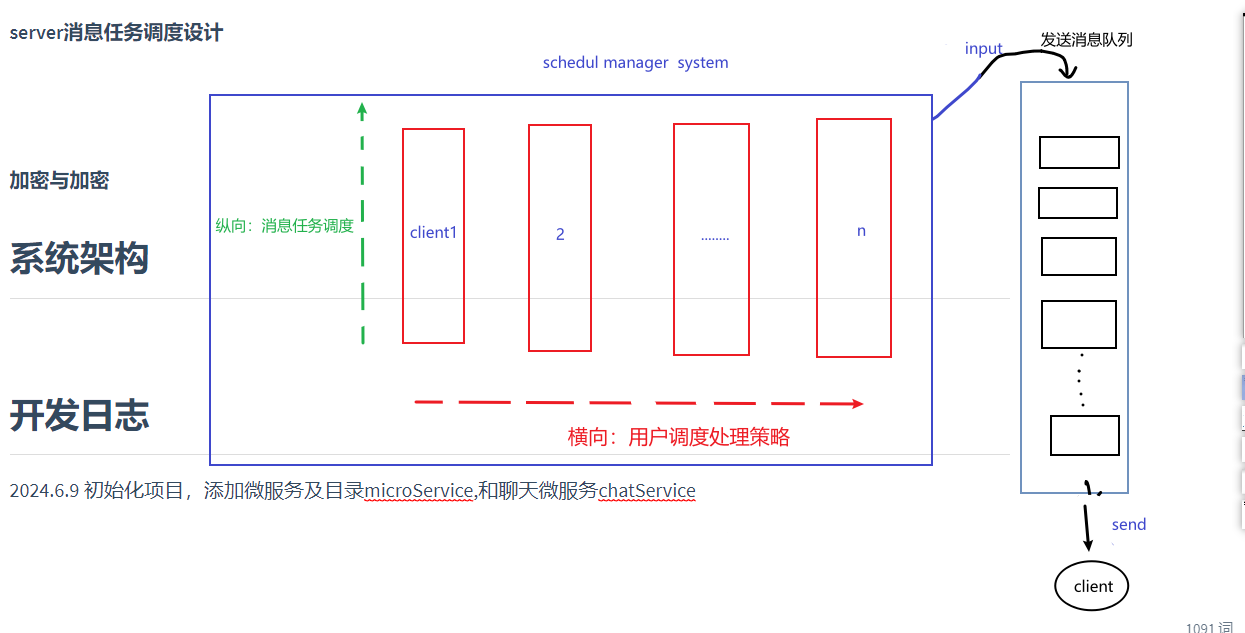 server消息任务调度设计
发送消息队列
input
schedul manager system
加密与加密
纵向：消息任务调度
client1
2
........
n
系统架构
开发日志
横向：用户调度处理策略
2024.6.9 初始化项目，添加微服务及目录microService,和聊天微服务chatService
send
client
1091 词